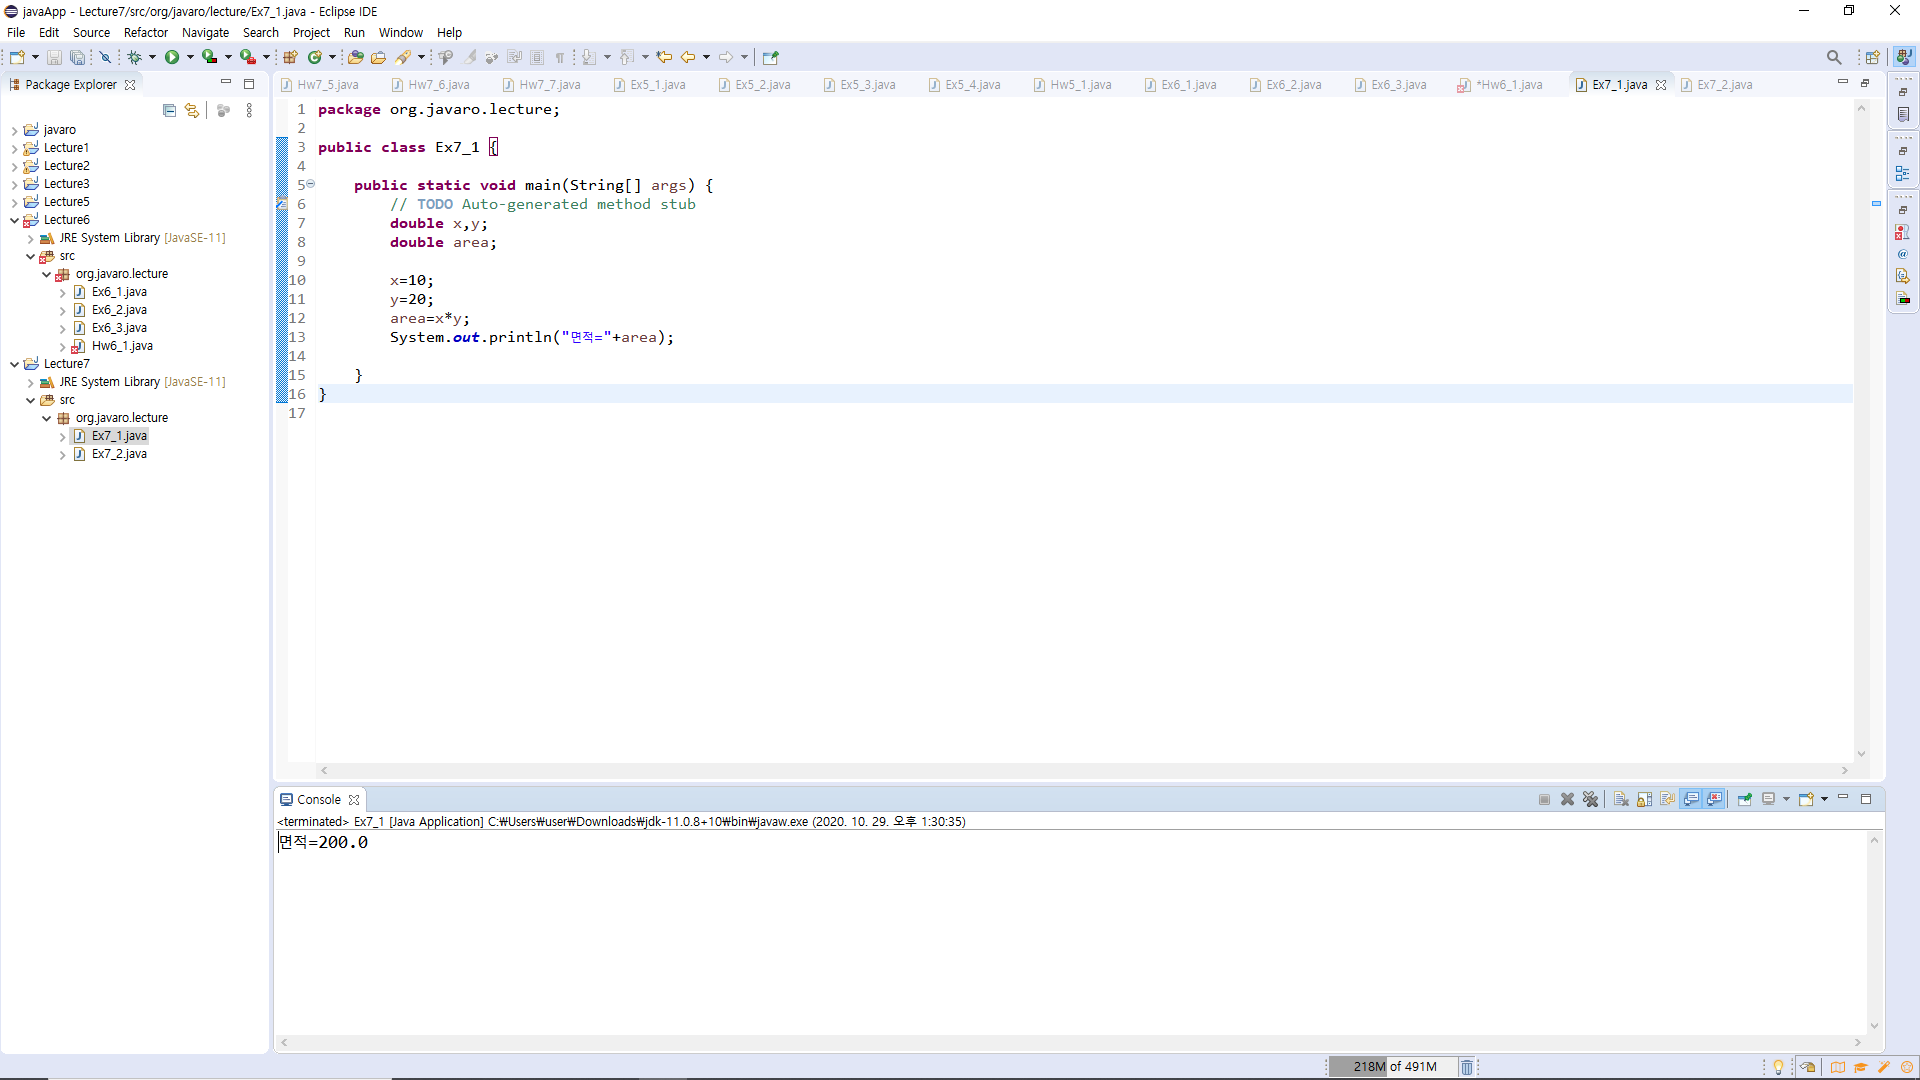 javaApp - Lecture7/src/org/javaro/lecture/Ex7_1.java - Eclipse IDE
File Edit Source Refactor Navigate Search Project Run Window Help
Package Explorer
Hw7_5.java Hw7_6.java Hw7_7.java Ex5_1.java Ex5_2.java Ex5_3.java Ex5_4.java Hw5_1.java Ex6_1.java Ex6_2.java Ex6_3.java *Hw6_1.java Ex7_1.java Ex7_2.java
javaro
Lecture1
Lecture2
Lecture3
Lecture5
Lecture6
JRE System Library [JavaSE-11]
src
org.javaro.lecture
Ex6_1.java
Ex6_2.java
Ex6_3.java
Hw6_1.java
Lecture7
JRE System Library [JavaSE-11]
src
org.javaro.lecture
Ex7_1.java
Ex7_2.java
1 package org.javaro.lecture;
2
3 public class Ex7_1 {
4
5 public static void main(String[] args) {
6 // TODO Auto-generated method stub
7 double x,y;
8 double area;
9
10 x=10;
11 y=20;
12 area=x*y;
13 System.out.println("면적="+area);
14
15 }
16 }
17
Console
<terminated> Ex7_1 [Java Application] C:₩Users₩user₩Downloads₩jdk-11.0.8+10₩bin₩javaw.exe (2020. 10. 29. 오후 1:30:35)
면적=200.0
218M of 491M